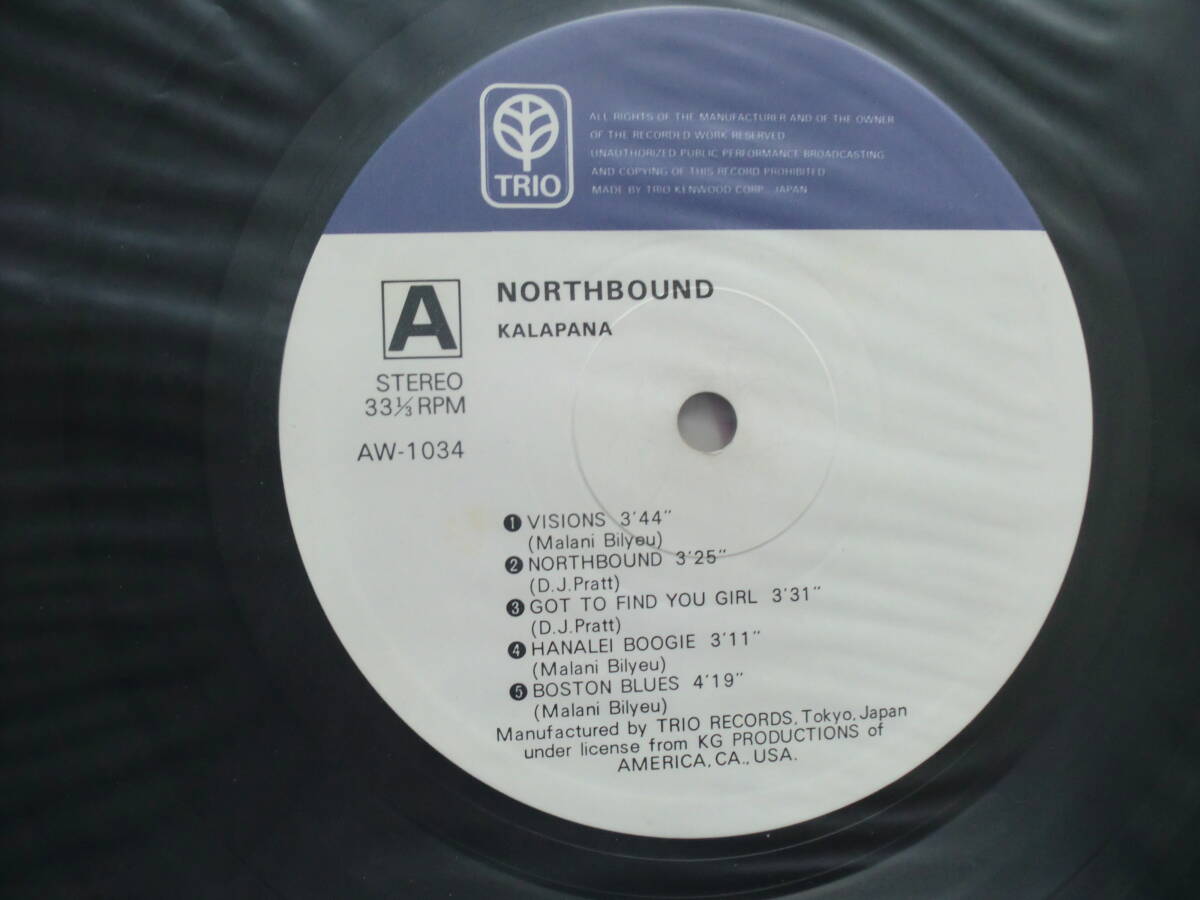 TRIO
ALL RIGHTS OF THE MANUFACTURER AND OF THE OWNER
OF THE RECORDED WORK RESERVED
UNAUTHORIZED PUBLIC PERFORMANCE BROADCASTING
AND COPYING OF THIS RECORD PROHIBITED
MADE BY TRIO KENWOOD CORP., JAPAN
A
NORTHBOUND
KALAPANA
STEREO
33⅓ RPM
AW-1034
❶ VISIONS 3'44"
(Malani Bilyeu)
❷ NORTHBOUND 3'25"
(D.J.Pratt)
❸ GOT TO FIND YOU GIRL 3'31"
(D.J.Pratt)
❹ HANALEI BOOGIE 3'11"
(Malani Bilyeu)
❺ BOSTON BLUES 4'19"
(Malani Bilyeu)
Manufactured by TRIO RECORDS, Tokyo, Japan
under license from KG PRODUCTIONS of
AMERICA, CA., USA.